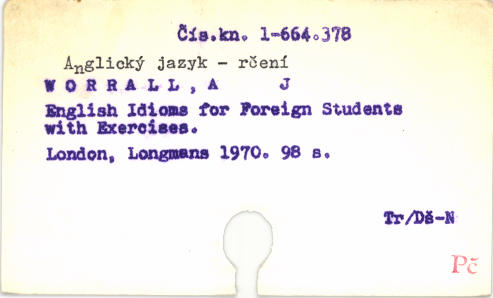 Čís.kn. 1-664.378
Anglický jazyk - rčení
WORRALL, A J
English Idioms for Foreign Students
with Exercises.
London, Longmans 1970. 98 s.
Tr/Dš-N
Pč